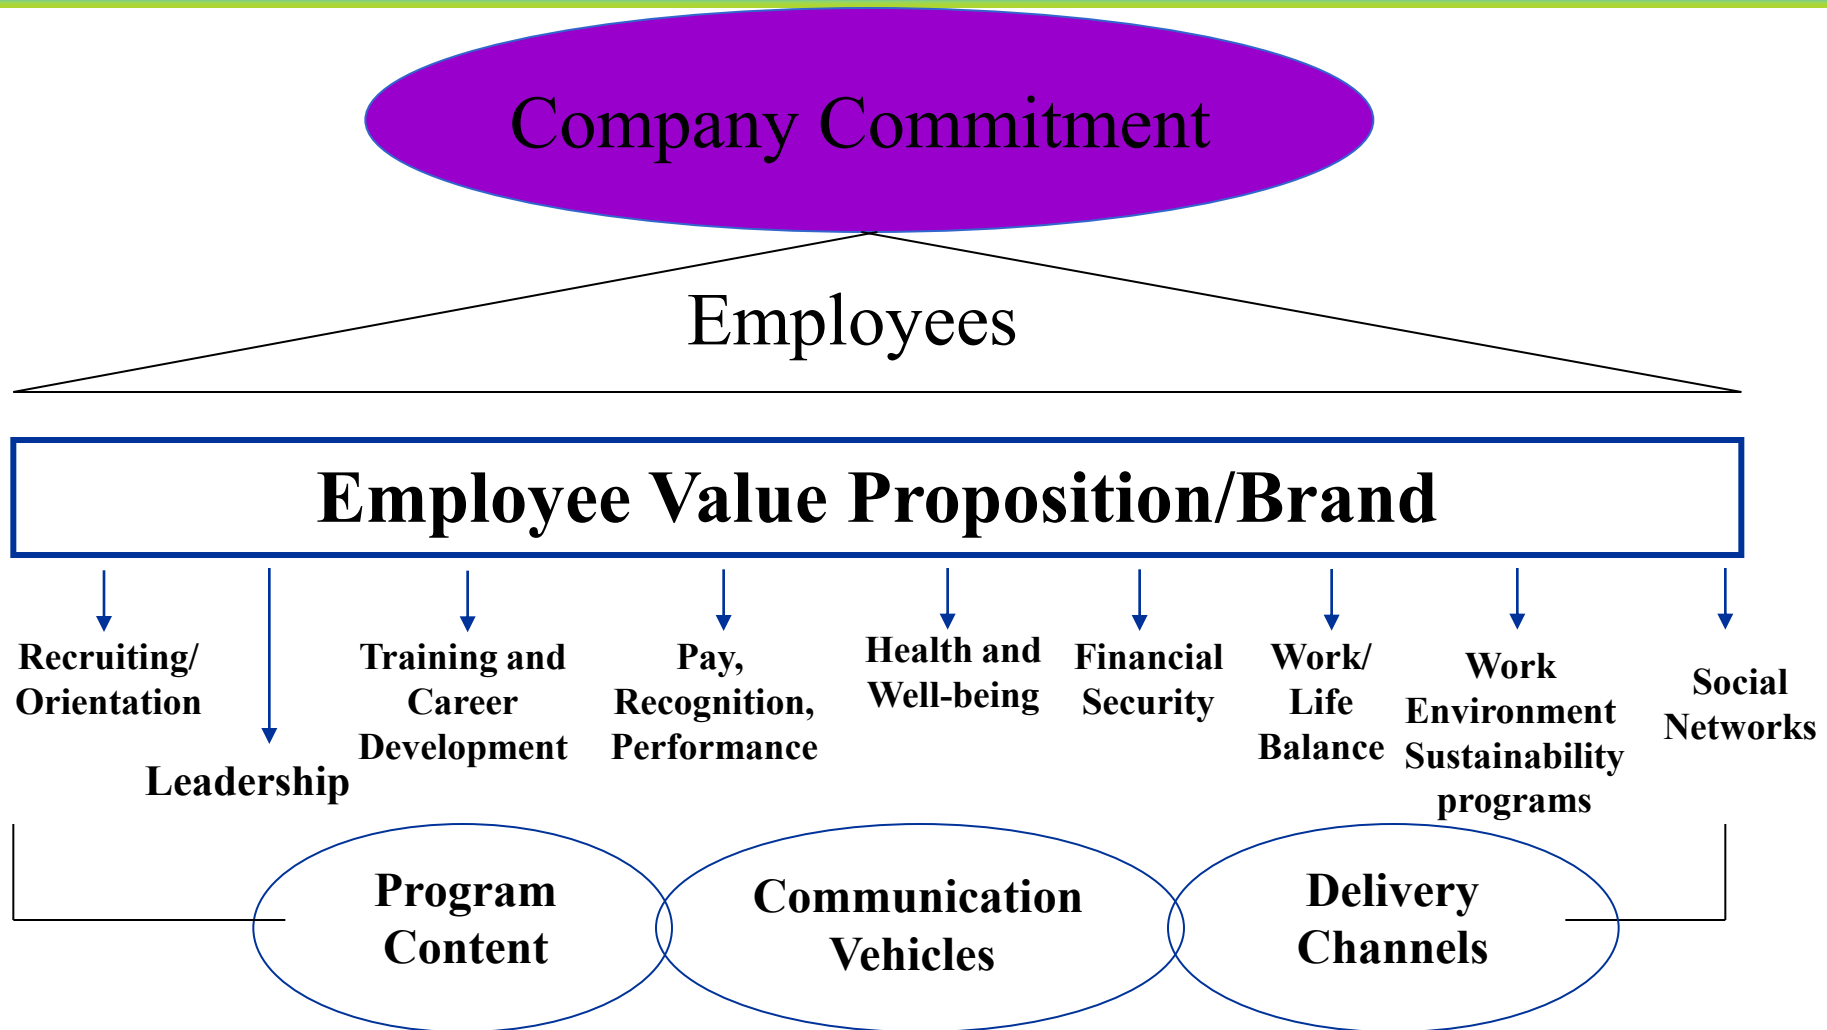 Company Commitment
Employees
Employee Value Proposition/Brand
Recruiting/
Orientation
Leadership
Training and
Career
Development
Pay,
Recognition,
Performance
Health and
Well-being
Financial
Security
Work/
Life
Balance
Work
Environment
Sustainability
programs
Social
Networks
Program
Content
Communication
Vehicles
Delivery
Channels